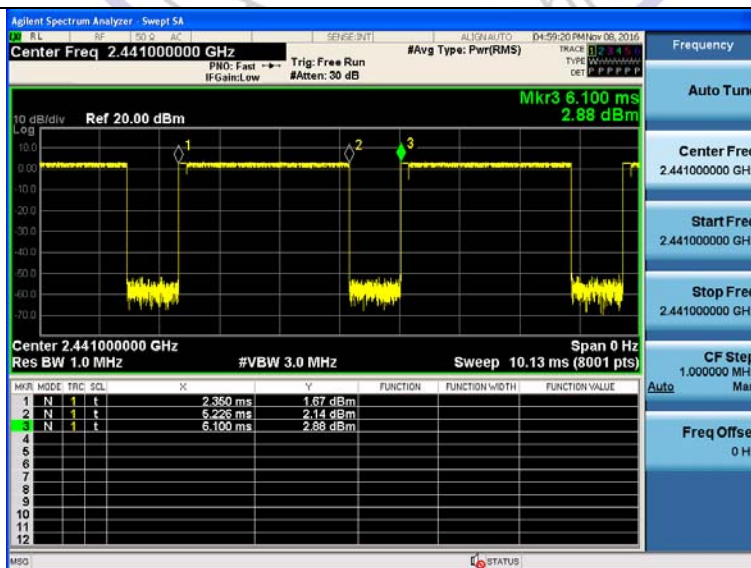 Agilent Spectrum Analyzer - Swept SA
RL RF 50 Ω AC SENSE:INT ALIGN AUTO 04:59:20 PM Nov 08, 2016
Center Freq 2.441000000 GHz #Avg Type: Pwr(RMS) TRACE 1 2 3 4 5 6
PNO: Fast Trig: Free Run TYPE W
IFGain:Low #Atten: 30 dB DET P P P P P P
Mkr3 6.100 ms
10 dB/div Ref 20.00 dBm 2.88 dBm
Log
10.0
0.00
-10.0
-20.0
-30.0
-40.0
-50.0
-60.0
-70.0
1
2
3
Center 2.441000000 GHz Span 0 Hz
Res BW 1.0 MHz #VBW 3.0 MHz Sweep 10.13 ms (8001 pts)
MKR MODE TRC SCL X Y FUNCTION FUNCTION WIDTH FUNCTION VALUE
1 N 1 t 2.350 ms 1.67 dBm
2 N 1 t 5.226 ms 2.14 dBm
3 N 1 t 6.100 ms 2.88 dBm
4
5
6
7
8
9
10
11
12
MSG STATUS
Frequency
Auto Tun
Center Fre
2.441000000 GH
Start Fre
2.441000000 GH
Stop Fre
2.441000000 GH
CF Ste
1.000000 MH
Auto Ma
Freq Offse
0 H